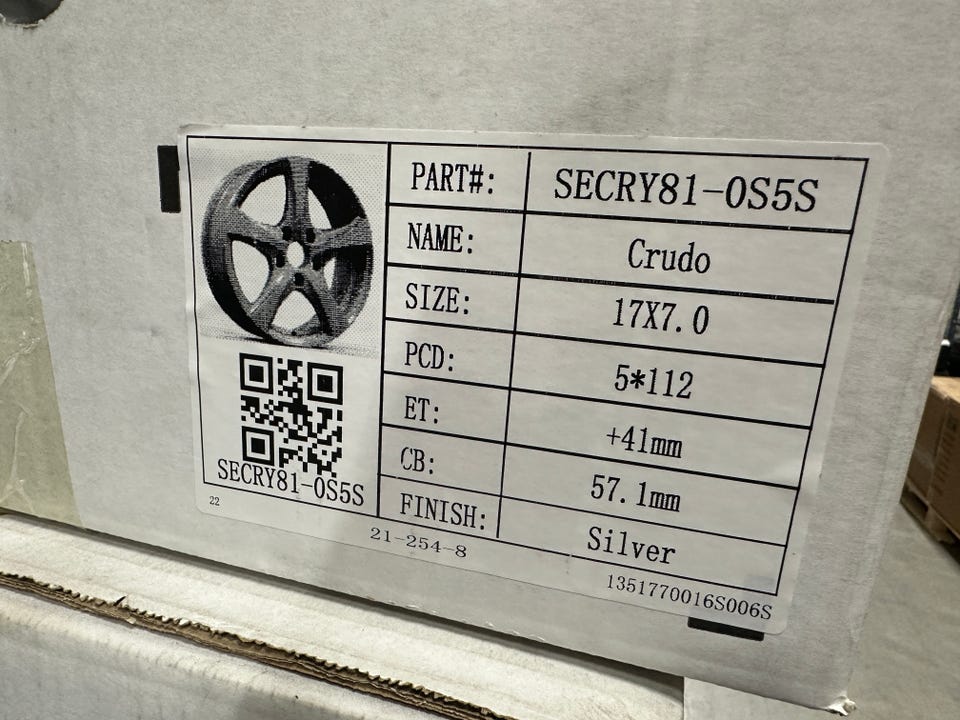 PART#: SECRY81-0S5S
NAME: Crudo
SIZE: 17X7.0
PCD: 5*112
ET: +41mm
CB: 57.1mm
FINISH: Silver
SECRY81-0S5S
22
21-254-8
1351770016S006S